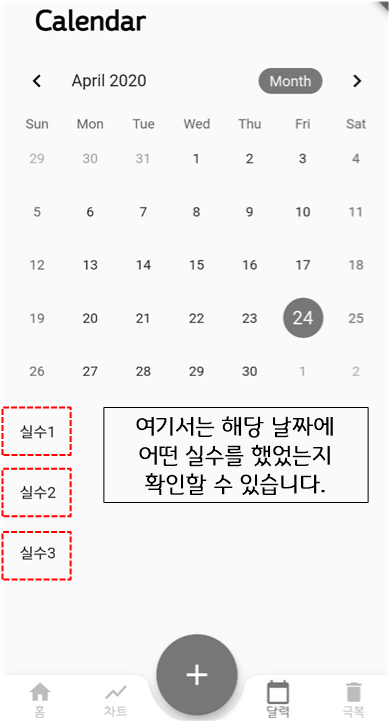 Calendar
April 2020 Month
Sun Mon Tue Wed Thu Fri Sat
29 30 31 1 2 3 4
5 6 7 8 9 10 11
12 13 14 15 16 17 18
19 20 21 22 23 24 25
26 27 28 29 30 1 2
실수1
실수2
실수3
여기서는 해당 날짜에
어떤 실수를 했었는지
확인할 수 있습니다.
홈 차트 달력 극복